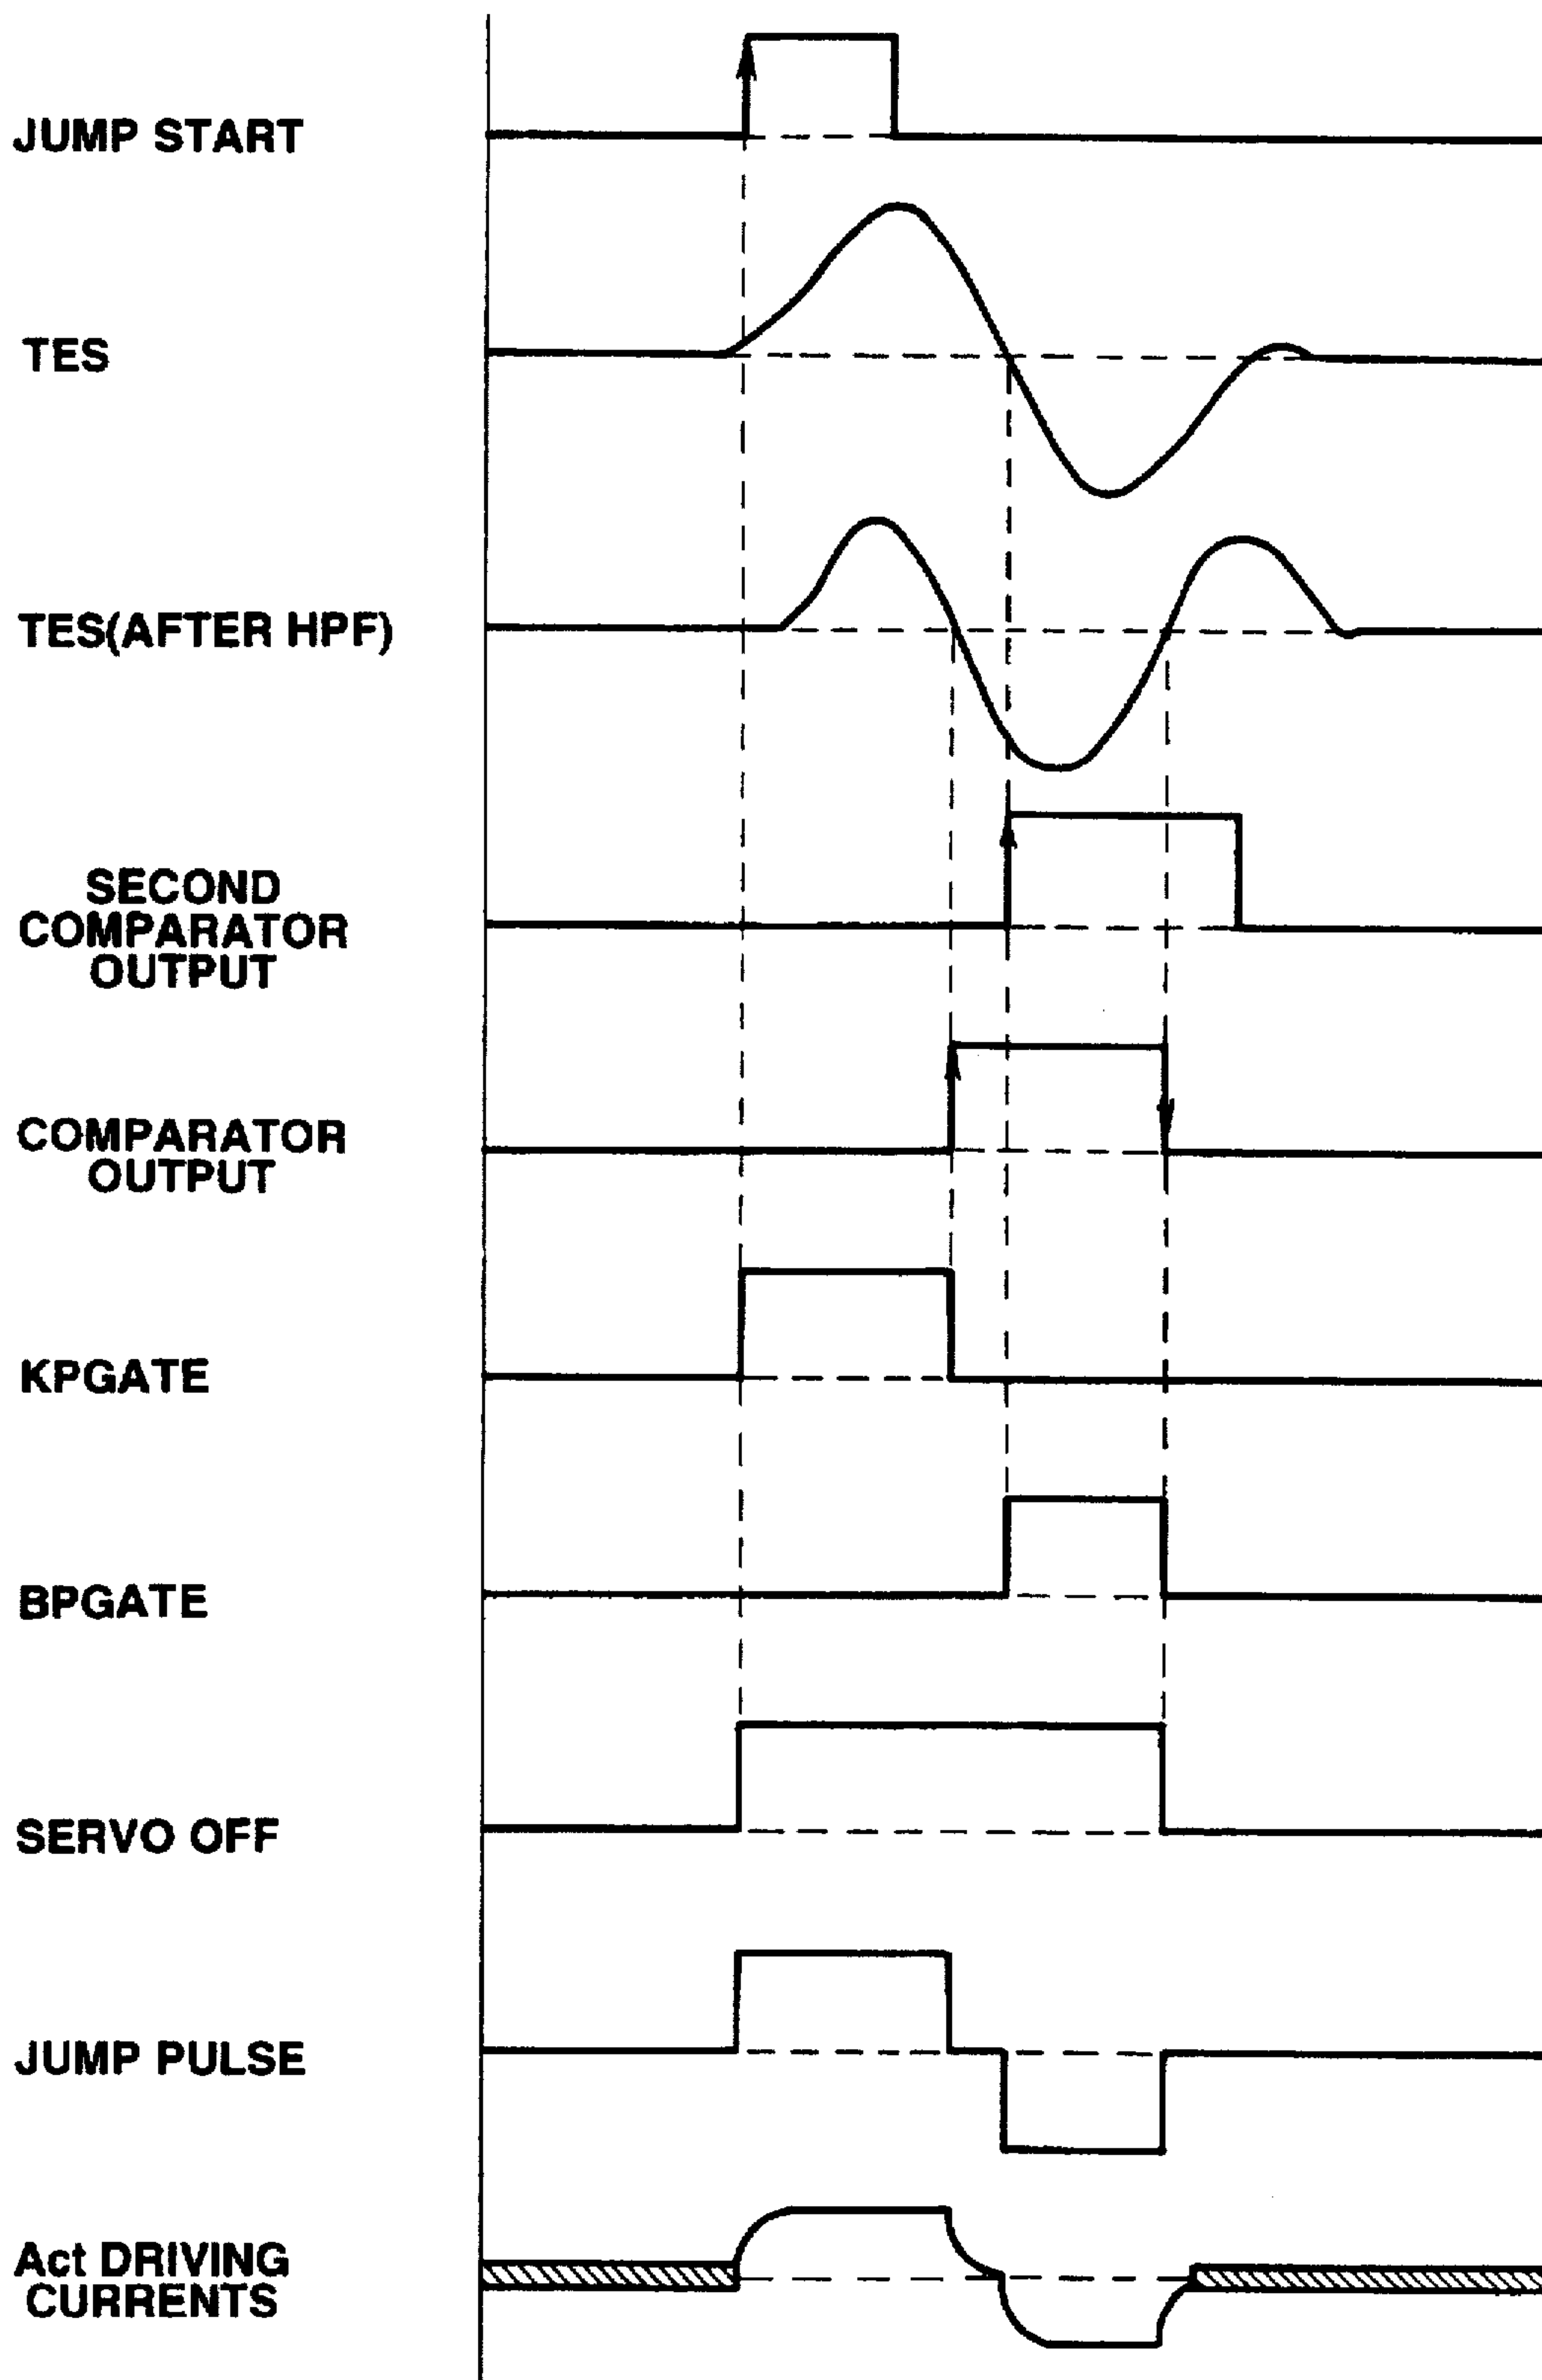 JUMP START
TES
TES(AFTER HPF)
SECOND
COMPARATOR
OUTPUT
COMPARATOR
OUTPUT
KPGATE
BPGATE
SERVO OFF
JUMP PULSE
Act DRIVING
CURRENTS